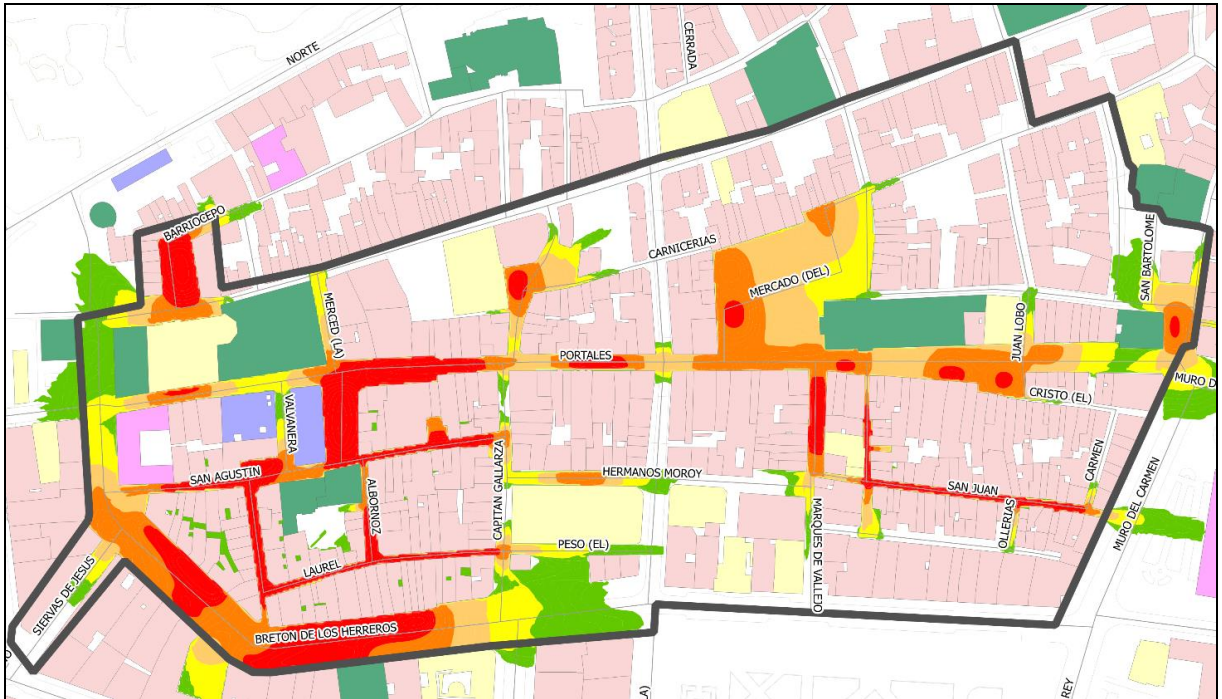 NORTE
CERRADA
BARRIOCEPO
SAN BARTOLOME
CARNICERIAS
MERCADO (DEL)
MERCED (LA)
JUAN LOBO
PORTALES
MURO D
CRISTO (EL)
VALVANERA
CARMEN
SAN AGUSTIN
HERMANOS MOROY
SAN JUAN
ALBORNOZ
CAPITAN GALLARZA
OLLERIAS
MURO DEL CARMEN
PESO (EL)
MARQUES DE VALLEJO
LAUREL
SIERVAS DE JESUS
BRETON DE LOS HERREROS
O
LA)
REY